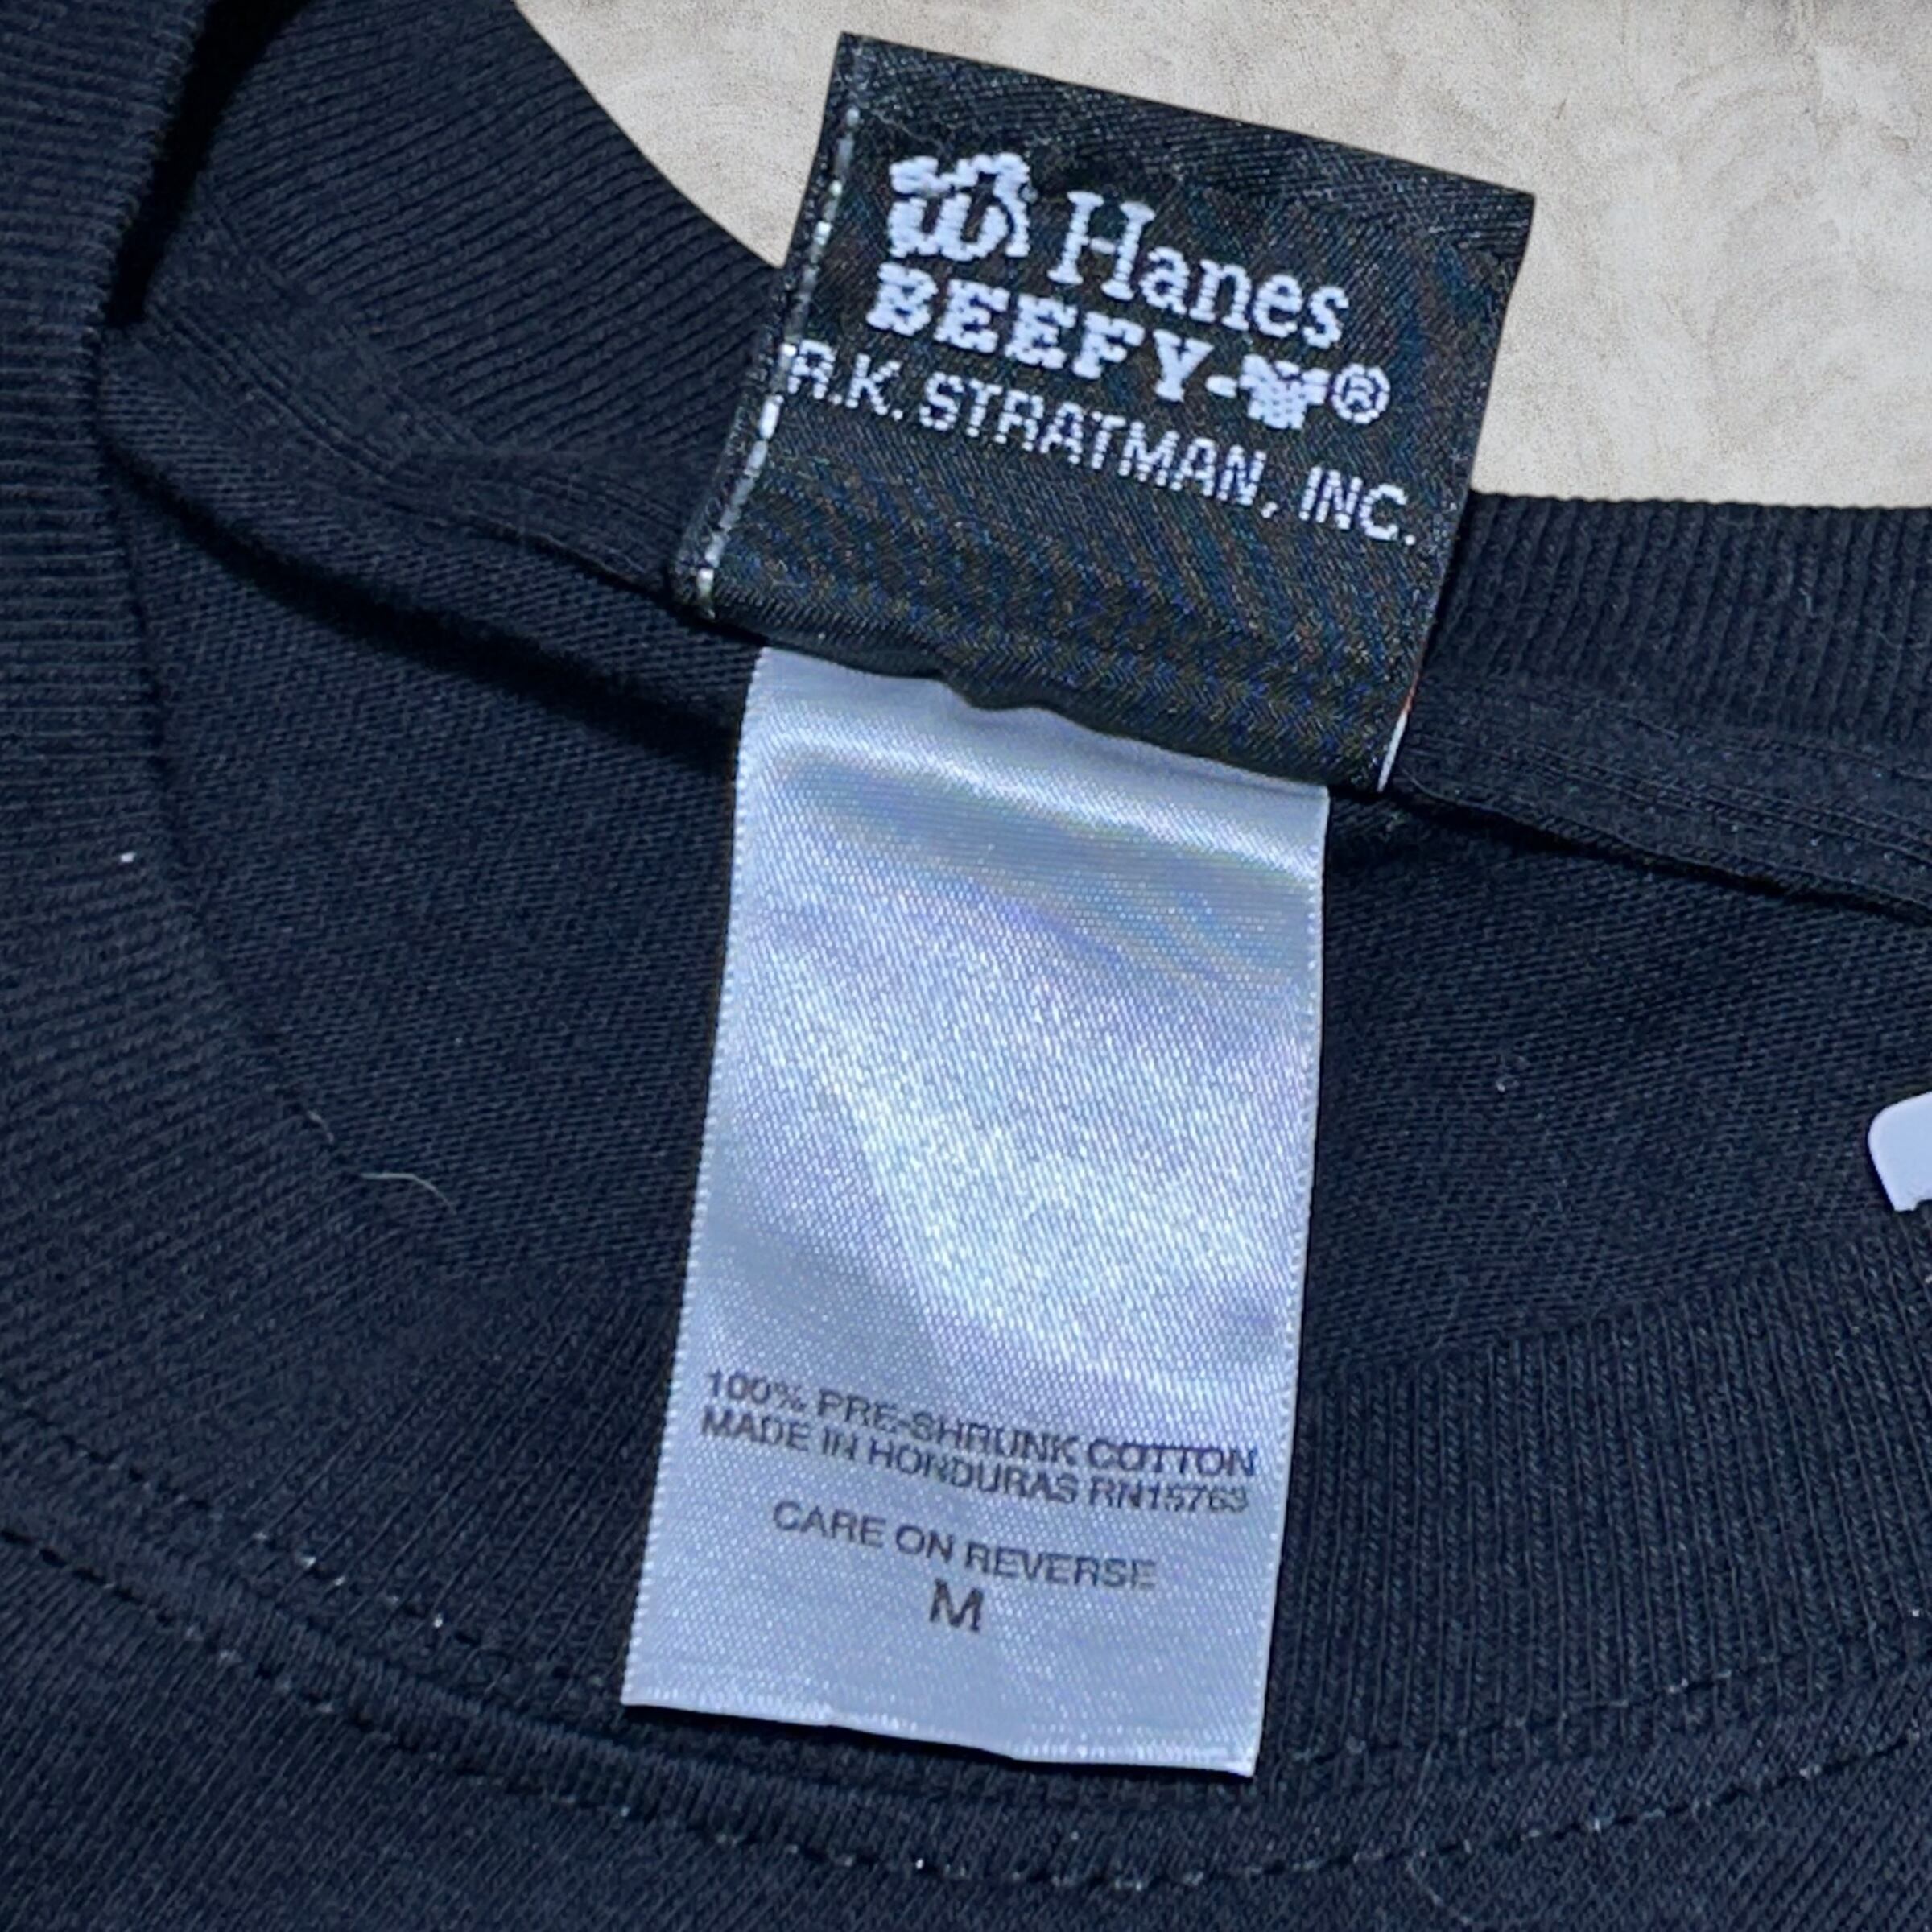 Hanes
BEEFY-T®
R.K. STRATMAN, INC.
100% PRE-SHRUNK COTTON
MADE IN HONDURAS RN15763
CARE ON REVERSE
M